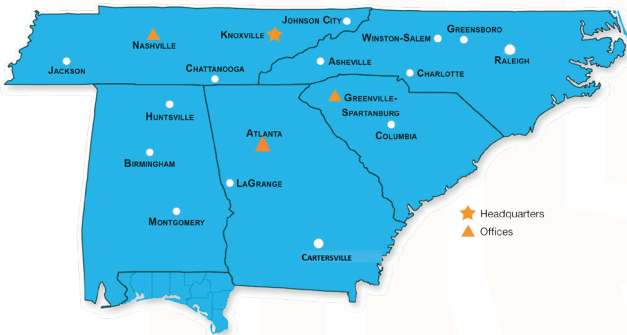 JOHNSON CITY
KNOXVILLE
NASHVILLE
JACKSON
CHATTANOOGA
WINSTON-SALEM
GREENSBORO
RALEIGH
ASHEVILLE
CHARLOTTE
GREENVILLE-
SPARTANBURG
COLUMBIA
HUNTSVILLE
ATLANTA
BIRMINGHAM
LAGRANGE
MONTGOMERY
CARTERSVILLE
Headquarters
Offices